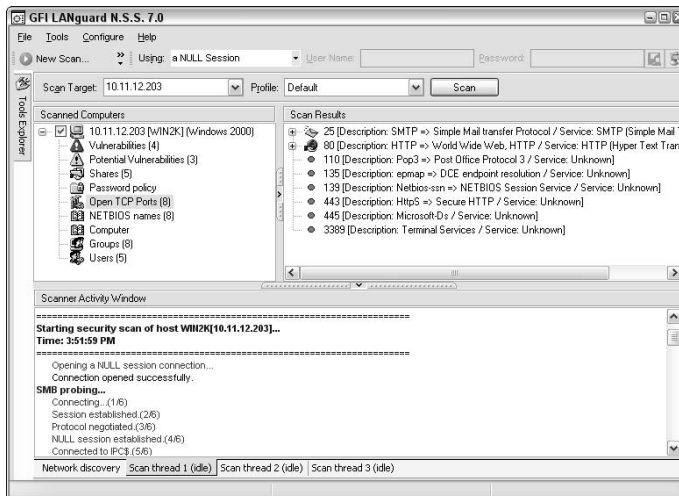 GFI LANguard N.S.S. 7.0
File Tools Configure Help
New Scan... » Using: a NULL Session User Name: Password:
Scan Target: 10.11.12.203 Profile: Default Scan
Tools Explorer
Scanned Computers
10.11.12.203 [WIN2K] (Windows 2000)
Vulnerabilities (4)
Potential Vulnerabilities (3)
Shares (5)
Password policy
Open TCP Ports (8)
NETBIOS names (8)
Computer
Groups (8)
Users (5)
Scan Results
25 [Description: SMTP => Simple Mail transfer Protocol / Service: SMTP (Simple Mail T
80 [Description: HTTP => World Wide Web, HTTP / Service: HTTP (Hyper Text Tran
110 [Description: Pop3 => Post Office Protocol 3 / Service: Unknown]
135 [Description: epmap => DCE endpoint resolution / Service: Unknown]
139 [Description: Netbios-ssn => NETBIOS Session Service / Service: Unknown]
443 [Description: HttpS => Secure HTTP / Service: Unknown]
445 [Description: Microsoft-Ds / Service: Unknown]
3389 [Description: Terminal Services / Service: Unknown]
Scanner Activity Window
Starting security scan of host WIN2K[10.11.12.203]...
Time: 3:51:59 PM
Opening a NULL session connection...
Connection opened successfully.
SMB probing...
Connecting...(1/6)
Session established.(2/6)
Protocol negotiated.(3/6)
NULL session established.(4/6)
Connected to IPC$.(5/6)
Network discovery Scan thread 1 (idle) Scan thread 2 (idle) Scan thread 3 (idle)